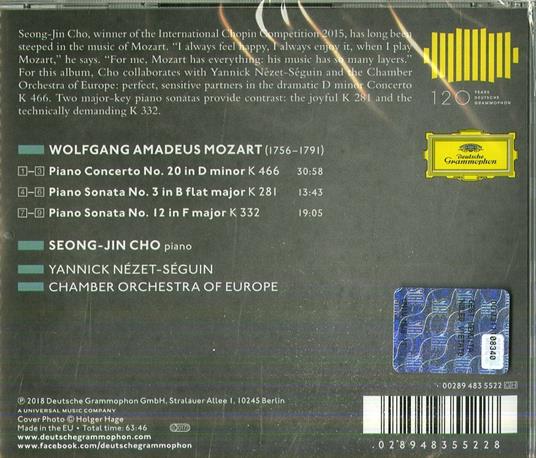 Seong-Jin Cho, winner of the International Chopin Competition 2015, has long been
steeped in the music of Mozart. “I always feel happy, I always enjoy it, when I play
Mozart,” he says. “For me, Mozart has everything: his music has so many layers.”
For this album, Cho collaborates with Yannick Nézet-Séguin and the Chamber
Orchestra of Europe; perfect, sensitive partners in the dramatic D minor Concerto
K 466. Two major-key piano sonatas provide contrast: the joyful K 281 and the
technically demanding K 332.
120 YEARS
DEUTSCHE
GRAMMOPHON
Deutsche
Grammophon
WOLFGANG AMADEUS MOZART (1756–1791)
1–3 Piano Concerto No. 20 in D minor K 466 30:58
4–6 Piano Sonata No. 3 in B flat major K 281 13:43
7–9 Piano Sonata No. 12 in F major K 332 19:05
SEONG-JIN CHO piano
YANNICK NÉZET-SÉGUIN
CHAMBER ORCHESTRA OF EUROPE
08340
00289 483 5522 GH
℗ 2018 Deutsche Grammophon GmbH, Stralauer Allee 1, 10245 Berlin
A UNIVERSAL MUSIC COMPANY
Cover Photo © Holger Hage
Made in the EU • Total time: 63:46
www.deutschegrammophon.com
www.facebook.com/deutschegrammophon
0 28948 35522 8